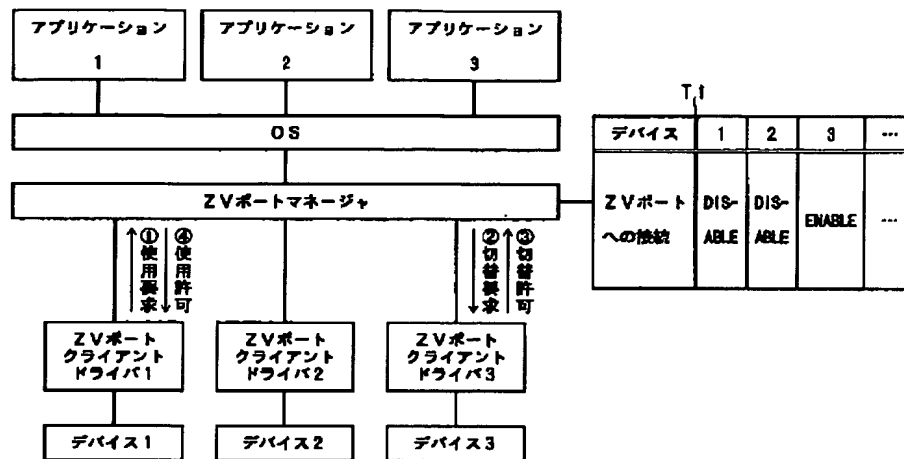 アプリケーション
1
アプリケーション
2
アプリケーション
3
OS
ZVポートマネージャ
T1
デバイス 1 2 3 …
ZVポート
への接続
DIS-
ABLE
DIS-
ABLE
ENABLE
…
①使用要求
④使用許可
②切替要求
③切替許可
ZVポート
クライアント
ドライバ1
ZVポート
クライアント
ドライバ2
ZVポート
クライアント
ドライバ3
デバイス1
デバイス2
デバイス3